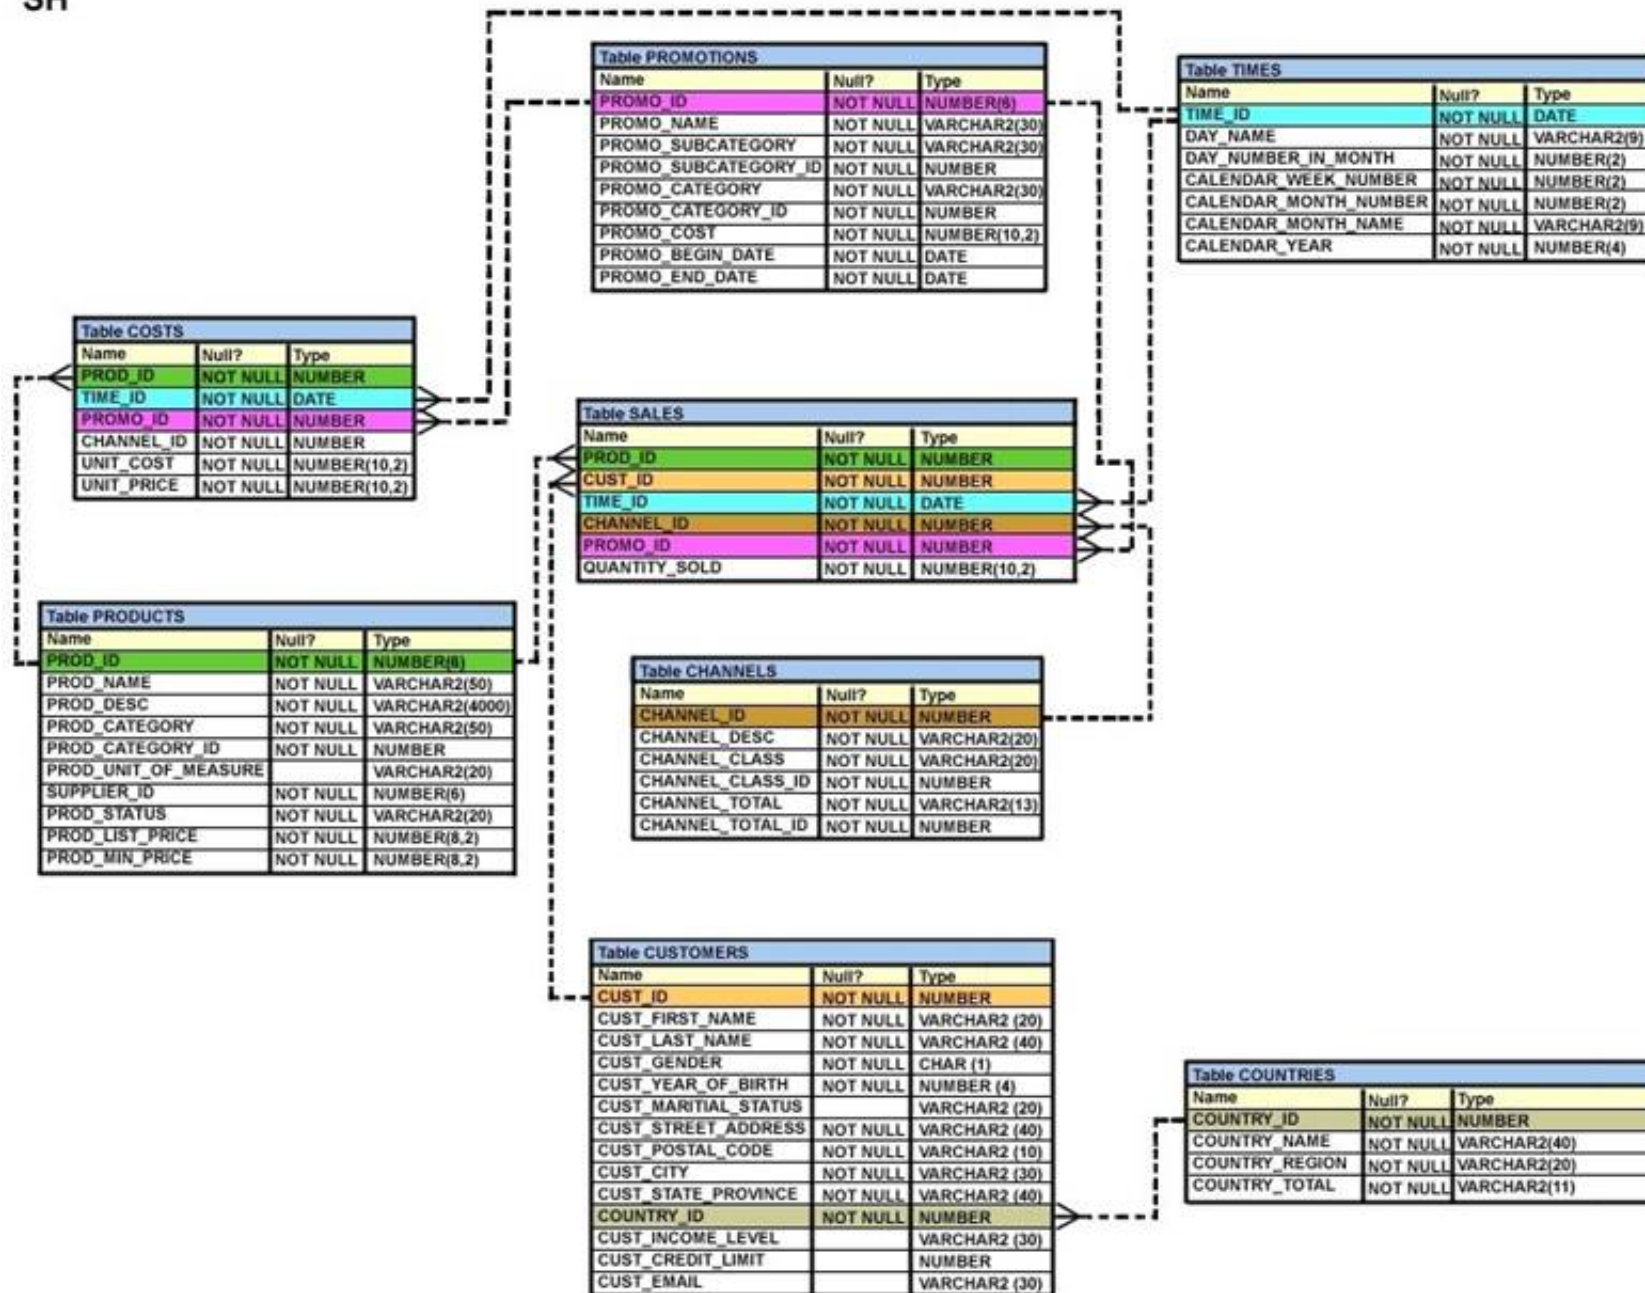 SH
Table PROMOTIONS
Name Null? Type
PROMO_ID NOT NULL NUMBER(6)
PROMO_NAME NOT NULL VARCHAR2(30)
PROMO_SUBCATEGORY NOT NULL VARCHAR2(30)
PROMO_SUBCATEGORY_ID NOT NULL NUMBER
PROMO_CATEGORY NOT NULL VARCHAR2(30)
PROMO_CATEGORY_ID NOT NULL NUMBER
PROMO_COST NOT NULL NUMBER(10,2)
PROMO_BEGIN_DATE NOT NULL DATE
PROMO_END_DATE NOT NULL DATE
Table TIMES
Name Null? Type
TIME_ID NOT NULL DATE
DAY_NAME NOT NULL VARCHAR2(9)
DAY_NUMBER_IN_MONTH NOT NULL NUMBER(2)
CALENDAR_WEEK_NUMBER NOT NULL NUMBER(2)
CALENDAR_MONTH_NUMBER NOT NULL NUMBER(2)
CALENDAR_MONTH_NAME NOT NULL VARCHAR2(9)
CALENDAR_YEAR NOT NULL NUMBER(4)
Table COSTS
Name Null? Type
PROD_ID NOT NULL NUMBER
TIME_ID NOT NULL DATE
PROMO_ID NOT NULL NUMBER
CHANNEL_ID NOT NULL NUMBER
UNIT_COST NOT NULL NUMBER(10,2)
UNIT_PRICE NOT NULL NUMBER(10,2)
Table SALES
Name Null? Type
PROD_ID NOT NULL NUMBER
CUST_ID NOT NULL NUMBER
TIME_ID NOT NULL DATE
CHANNEL_ID NOT NULL NUMBER
PROMO_ID NOT NULL NUMBER
QUANTITY_SOLD NOT NULL NUMBER(10,2)
Table PRODUCTS
Name Null? Type
PROD_ID NOT NULL NUMBER(6)
PROD_NAME NOT NULL VARCHAR2(50)
PROD_DESC NOT NULL VARCHAR2(4000)
PROD_CATEGORY NOT NULL VARCHAR2(50)
PROD_CATEGORY_ID NOT NULL NUMBER
PROD_UNIT_OF_MEASURE VARCHAR2(20)
SUPPLIER_ID NOT NULL NUMBER(6)
PROD_STATUS NOT NULL VARCHAR2(20)
PROD_LIST_PRICE NOT NULL NUMBER(8,2)
PROD_MIN_PRICE NOT NULL NUMBER(8,2)
Table CHANNELS
Name Null? Type
CHANNEL_ID NOT NULL NUMBER
CHANNEL_DESC NOT NULL VARCHAR2(20)
CHANNEL_CLASS NOT NULL VARCHAR2(20)
CHANNEL_CLASS_ID NOT NULL NUMBER
CHANNEL_TOTAL NOT NULL VARCHAR2(13)
CHANNEL_TOTAL_ID NOT NULL NUMBER
Table CUSTOMERS
Name Null? Type
CUST_ID NOT NULL NUMBER
CUST_FIRST_NAME NOT NULL VARCHAR2 (20)
CUST_LAST_NAME NOT NULL VARCHAR2 (40)
CUST_GENDER NOT NULL CHAR (1)
CUST_YEAR_OF_BIRTH NOT NULL NUMBER (4)
CUST_MARITIAL_STATUS VARCHAR2 (20)
CUST_STREET_ADDRESS NOT NULL VARCHAR2 (40)
CUST_POSTAL_CODE NOT NULL VARCHAR2 (10)
CUST_CITY NOT NULL VARCHAR2 (30)
CUST_STATE_PROVINCE NOT NULL VARCHAR2 (40)
COUNTRY_ID NOT NULL NUMBER
CUST_INCOME_LEVEL VARCHAR2 (30)
CUST_CREDIT_LIMIT NUMBER
CUST_EMAIL VARCHAR2 (30)
Table COUNTRIES
Name Null? Type
COUNTRY_ID NOT NULL NUMBER
COUNTRY_NAME NOT NULL VARCHAR2(40)
COUNTRY_REGION NOT NULL VARCHAR2(20)
COUNTRY_TOTAL NOT NULL VARCHAR2(11)